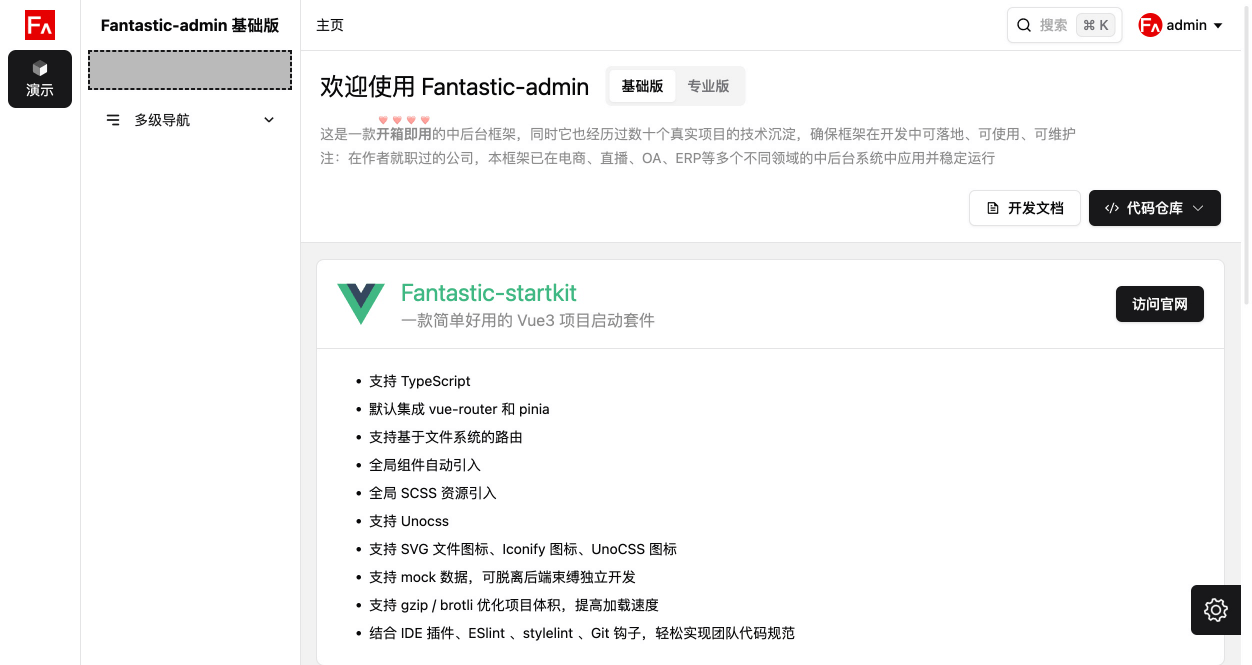 Fantastic-admin 基础版
演示
多级导航
主页
搜索 ⌘ K
admin
欢迎使用 Fantastic-admin
基础版 专业版
这是一款开箱即用的中后台框架，同时它也经历过数十个真实项目的技术沉淀，确保框架在开发中可落地、可使用、可维护
注：在作者就职过的公司，本框架已在电商、直播、OA、ERP等多个不同领域的中后台系统中应用并稳定运行
开发文档
代码仓库
Fantastic-startkit
一款简单好用的 Vue3 项目启动套件
访问官网
• 支持 TypeScript
• 默认集成 vue-router 和 pinia
• 支持基于文件系统的路由
• 全局组件自动引入
• 全局 SCSS 资源引入
• 支持 Unocss
• 支持 SVG 文件图标、Iconify 图标、UnoCSS 图标
• 支持 mock 数据，可脱离后端束缚独立开发
• 支持 gzip / brotli 优化项目体积，提高加载速度
• 结合 IDE 插件、ESlint 、stylelint 、Git 钩子，轻松实现团队代码规范